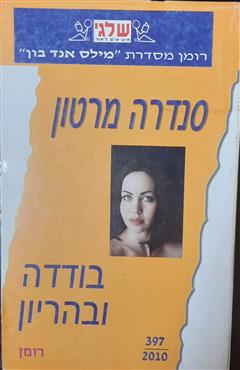 שלגי
הוצאה לאור
רומן מסדרת "מילס אנד בון"
סנדרה מרטון
בודדה
ובהריון
397
2010
רומן